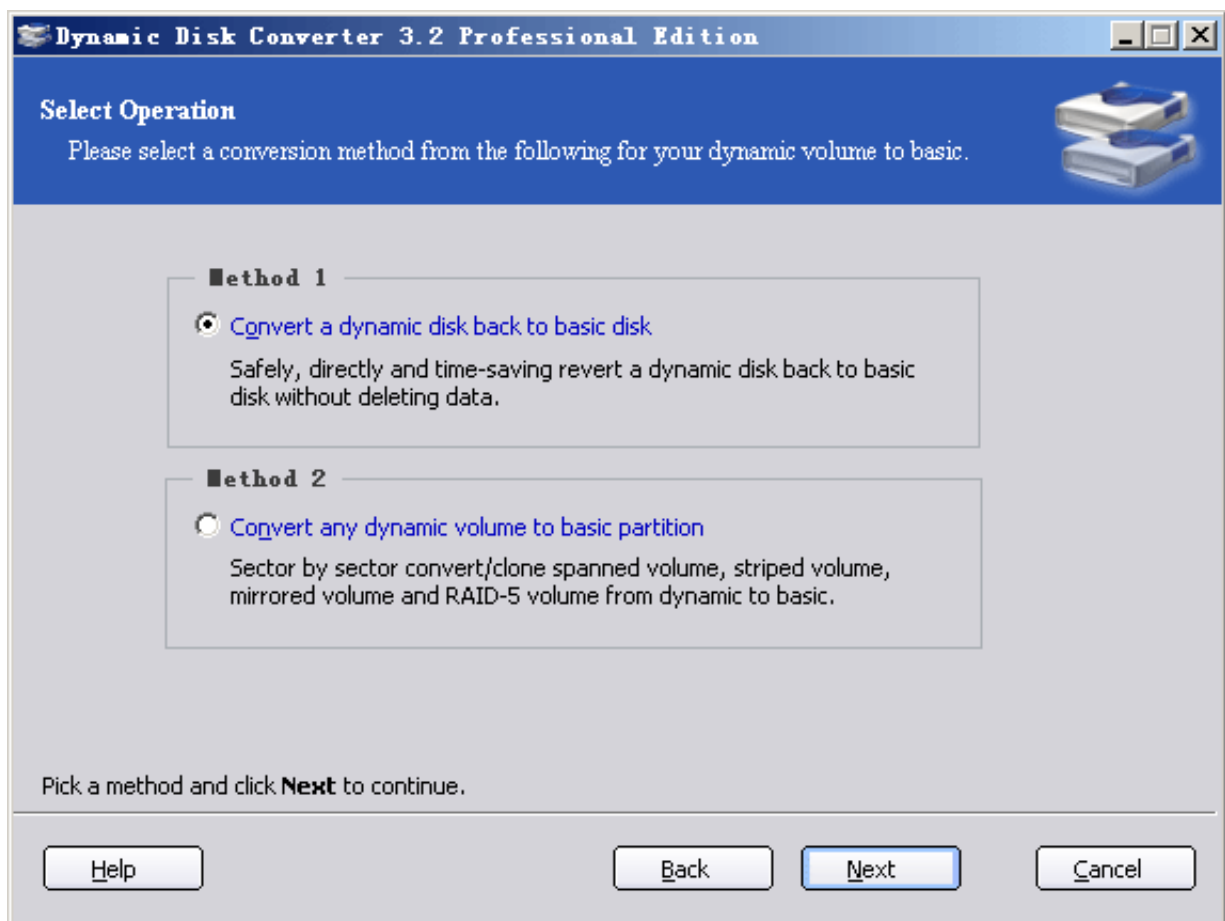 Dynamic Disk Converter 3.2 Professional Edition
Select Operation
Please select a conversion method from the following for your dynamic volume to basic.
Method 1
Convert a dynamic disk back to basic disk
Safely, directly and time-saving revert a dynamic disk back to basic
disk without deleting data.
Method 2
Convert any dynamic volume to basic partition
Sector by sector convert/clone spanned volume, striped volume,
mirrored volume and RAID-5 volume from dynamic to basic.
Pick a method and click Next to continue.
Help Back Next Cancel